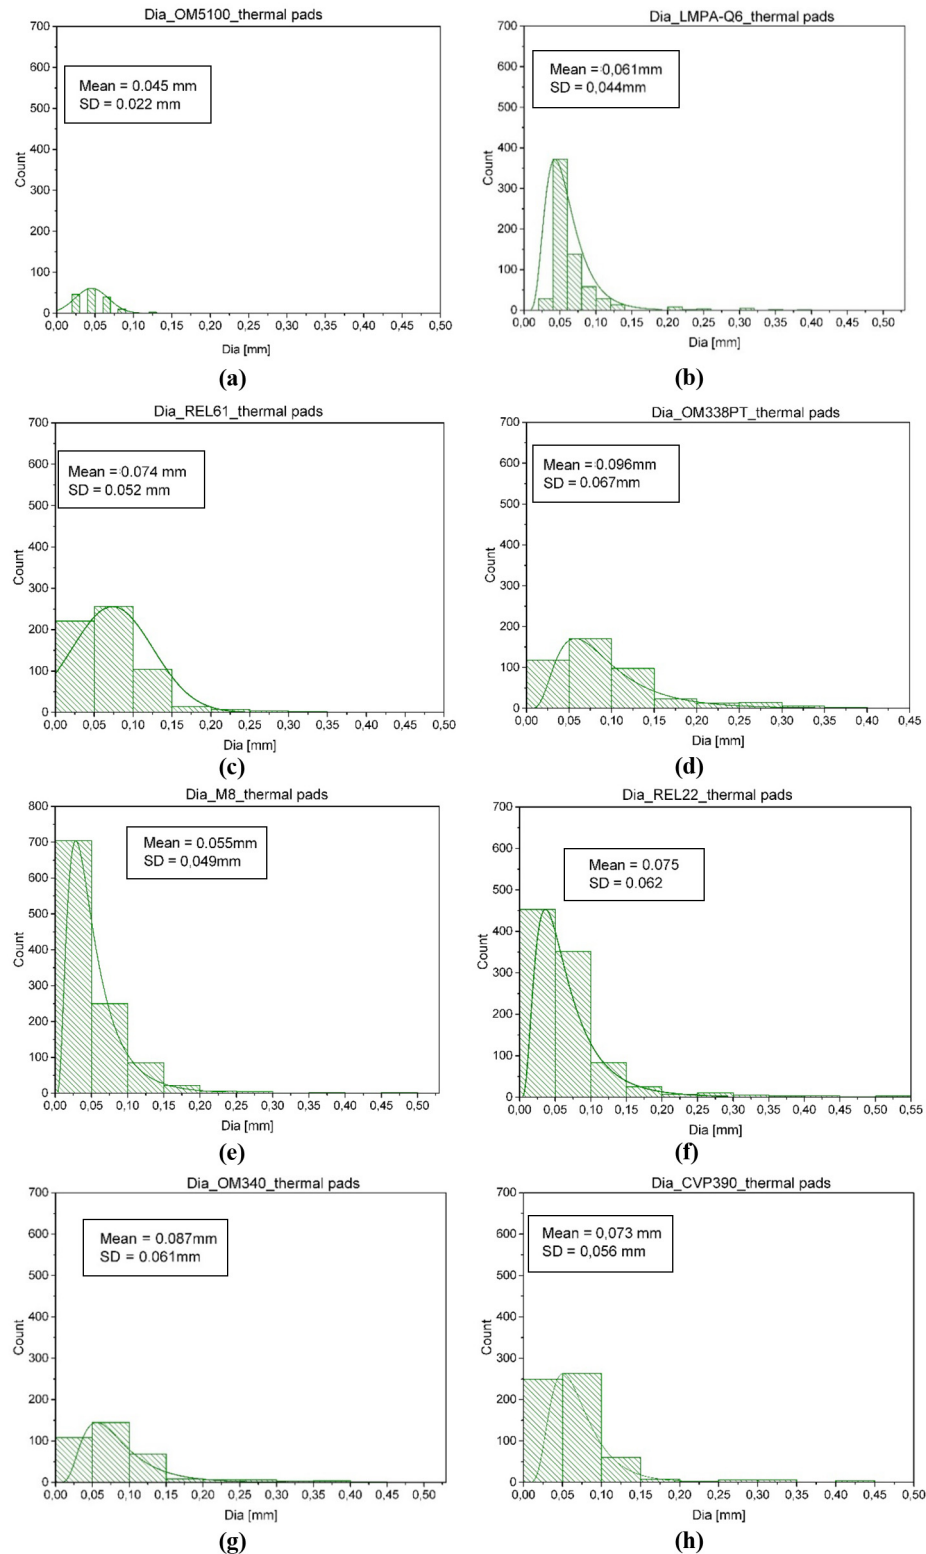 Dia_OM5100_thermal pads
700
600
500
400
300
200
100
0
Count
Mean = 0.045 mm
SD = 0.022 mm
0,00 0,05 0,10 0,15 0,20 0,25 0,30 0,35 0,40 0,45 0,50
Dia [mm]
(a)
Dia_LMPA-Q6_thermal pads
700
600
500
400
300
200
100
0
Count
Mean = 0,061mm
SD = 0,044mm
0,00 0,05 0,10 0,15 0,20 0,25 0,30 0,35 0,40 0,45 0,50
Dia [mm]
(b)
Dia_REL61_thermal pads
700
600
500
400
300
200
100
0
Count
Mean = 0.074 mm
SD = 0.052 mm
0,00 0,05 0,10 0,15 0,20 0,25 0,30 0,35 0,40 0,45 0,50
Dia [mm]
(c)
Dia_OM338PT_thermal pads
700
600
500
400
300
200
100
0
Count
Mean = 0.096mm
SD = 0.067mm
0,00 0,05 0,10 0,15 0,20 0,25 0,30 0,35 0,40 0,45
Dia [mm]
(d)
Dia_M8_thermal pads
800
700
600
500
400
300
200
100
0
Count
Mean = 0.055mm
SD = 0,049mm
0,00 0,05 0,10 0,15 0,20 0,25 0,30 0,35 0,40 0,45 0,50
Dia [mm]
(e)
Dia_REL22_thermal pads
700
600
500
400
300
200
100
0
Count
Mean = 0.075
SD = 0.062
0,00 0,05 0,10 0,15 0,20 0,25 0,30 0,35 0,40 0,45 0,50 0,55
Dia [mm]
(f)
Dia_OM340_thermal pads
700
600
500
400
300
200
100
0
Count
Mean = 0.087mm
SD = 0.061mm
0,00 0,05 0,10 0,15 0,20 0,25 0,30 0,35 0,40 0,45 0,50
Dia [mm]
(g)
Dia_CVP390_thermal pads
700
600
500
400
300
200
100
0
Count
Mean = 0,073 mm
SD = 0,056 mm
0,00 0,05 0,10 0,15 0,20 0,25 0,30 0,35 0,40 0,45 0,50
Dia [mm]
(h)